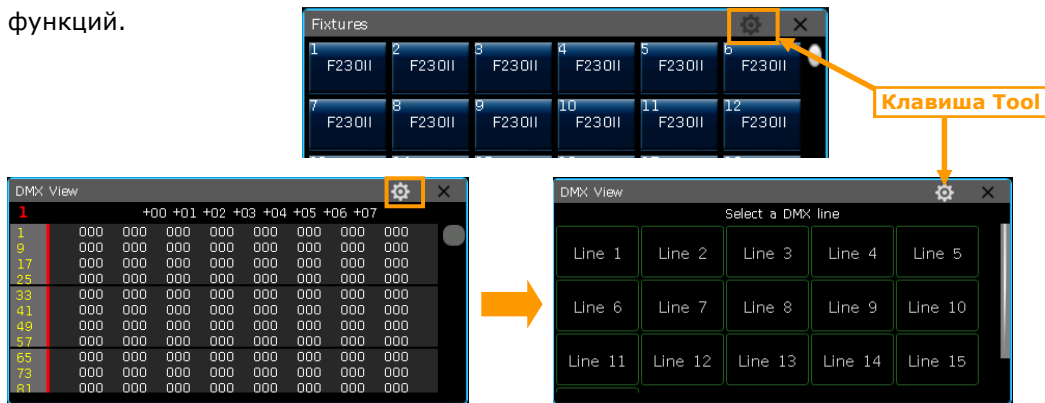 функций.
Fixtures
1 2 3 4 5 6
F230II F230II F230II F230II F230II F230II
7 8 9 10 11 12
F230II F230II F230II F230II F230II F230II
Клавиша Tool
DMX View
1 +00 +01 +02 +03 +04 +05 +06 +07
1 000 000 000 000 000 000 000 000
9 000 000 000 000 000 000 000 000
17 000 000 000 000 000 000 000 000
25 000 000 000 000 000 000 000 000
33 000 000 000 000 000 000 000 000
41 000 000 000 000 000 000 000 000
49 000 000 000 000 000 000 000 000
57 000 000 000 000 000 000 000 000
65 000 000 000 000 000 000 000 000
73 000 000 000 000 000 000 000 000
81 000 000 000 000 000 000 000 000
DMX View
Select a DMX line
Line 1 Line 2 Line 3 Line 4 Line 5
Line 6 Line 7 Line 8 Line 9 Line 10
Line 11 Line 12 Line 13 Line 14 Line 15